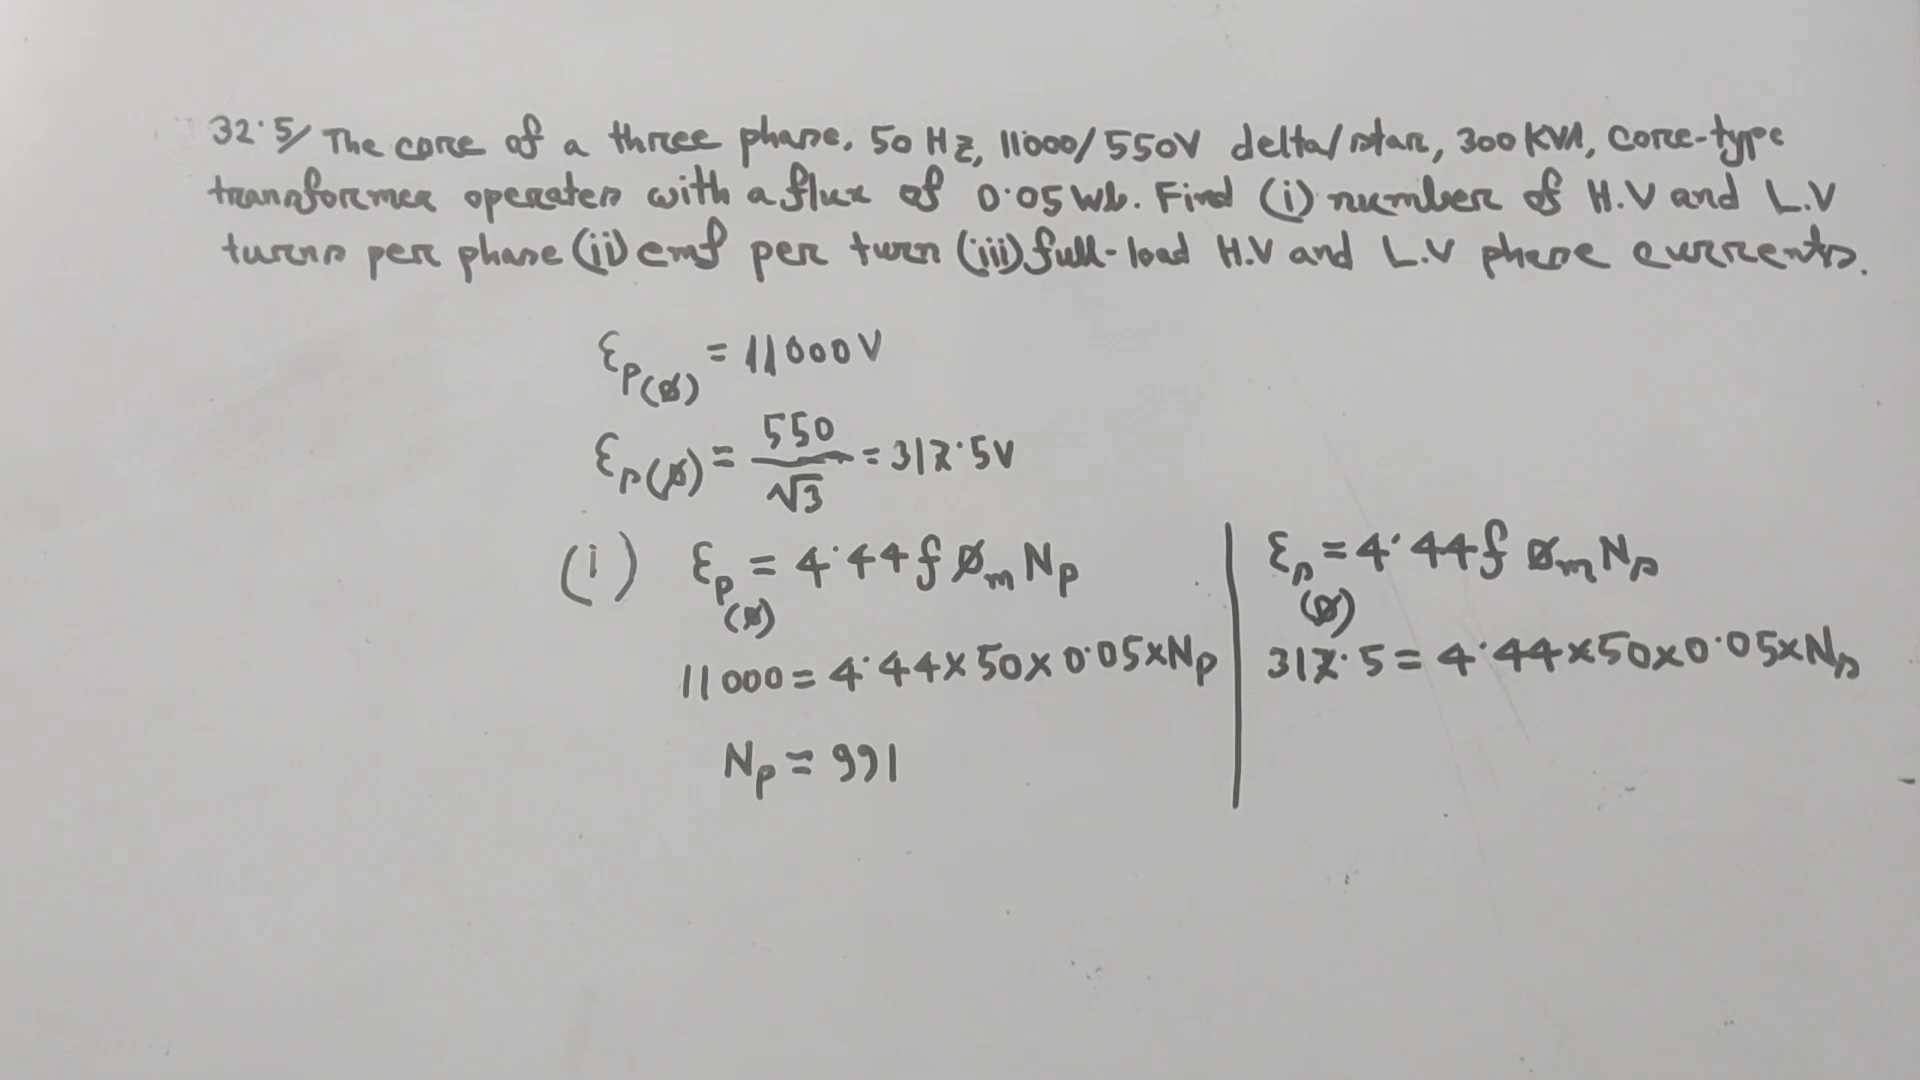 32.5/ The core of a three phase, 50 Hz, 11000/550V delta/star, 300 KVA, core-type
transformer operates with a flux of 0.05 Wb. Find (i) number of H.V and L.V
turns per phase (ii) emf per turn (iii) full-load H.V and L.V phase currents.
Ep(ø) = 11000V
Es(ø) = 550/√3 = 317.5V
(i) Ep(ø) = 4.44 f øm Np
11000 = 4.44 x 50 x 0.05 x Np
Np = 991
Es(ø) = 4.44 f øm Ns
317.5 = 4.44 x 50 x 0.05 x Ns